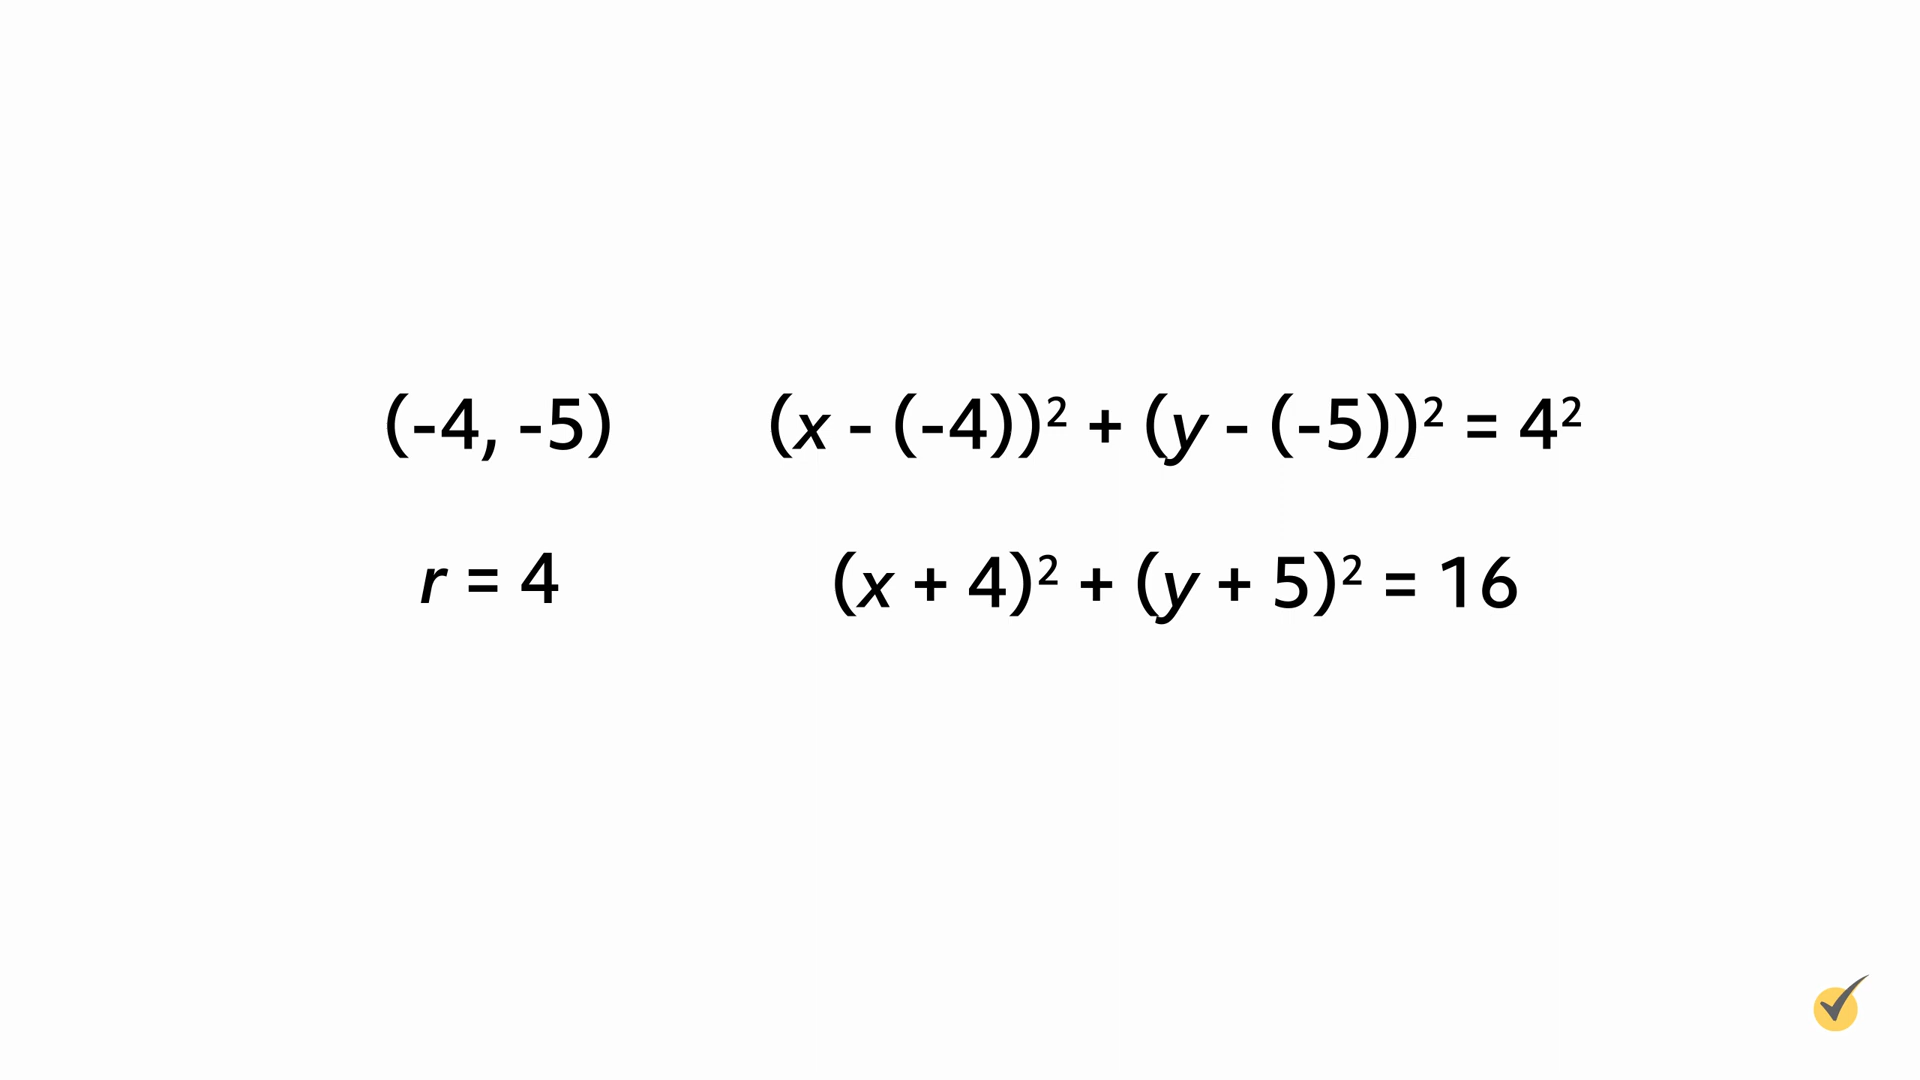 (-4, -5)
(x - (-4))² + (y - (-5))² = 4²
r = 4
(x + 4)² + (y + 5)² = 16